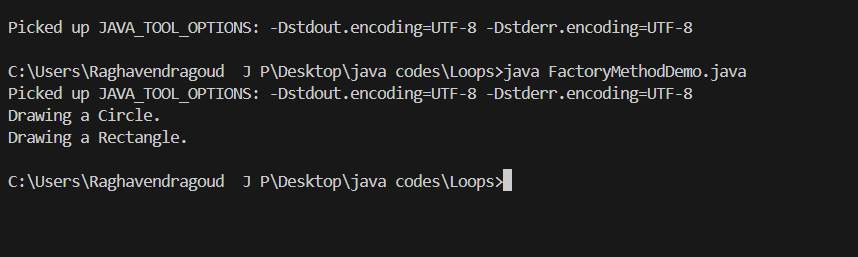 Picked up JAVA_TOOL_OPTIONS: -Dstdout.encoding=UTF-8 -Dstderr.encoding=UTF-8
C:\Users\Raghavendragoud  J P\Desktop\java codes\Loops>java FactoryMethodDemo.java
Picked up JAVA_TOOL_OPTIONS: -Dstdout.encoding=UTF-8 -Dstderr.encoding=UTF-8
Drawing a Circle.
Drawing a Rectangle.
C:\Users\Raghavendragoud  J P\Desktop\java codes\Loops>